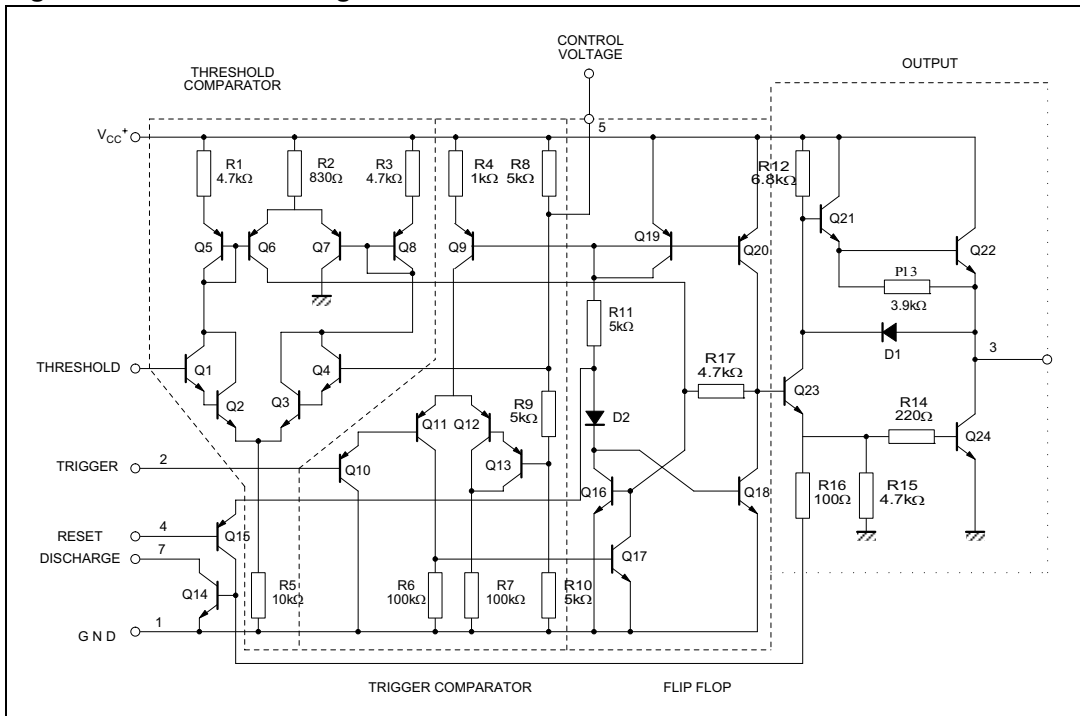 CONTROL
VOLTAGE
OUTPUT
THRESHOLD
COMPARATOR
5
VCC+
R1
4.7kΩ
R2
830Ω
R3
4.7kΩ
R4
1kΩ
R8
5kΩ
R12
6.8kΩ
Q5
Q6
Q7
Q8
Q9
Q19
Q20
Q21
Q22
P13
3.9kΩ
R11
5kΩ
D1
3
THRESHOLD
Q1
Q2
Q3
Q4
R17
4.7kΩ
Q23
R9
5kΩ
D2
R14
220Ω
Q24
Q11
Q12
Q13
TRIGGER
2
Q10
Q16
Q18
R16
100Ω
R15
4.7kΩ
RESET
4
Q15
DISCHARGE
7
Q17
Q14
R5
10kΩ
R6
100kΩ
R7
100kΩ
R10
5kΩ
GND
1
TRIGGER COMPARATOR
FLIP FLOP